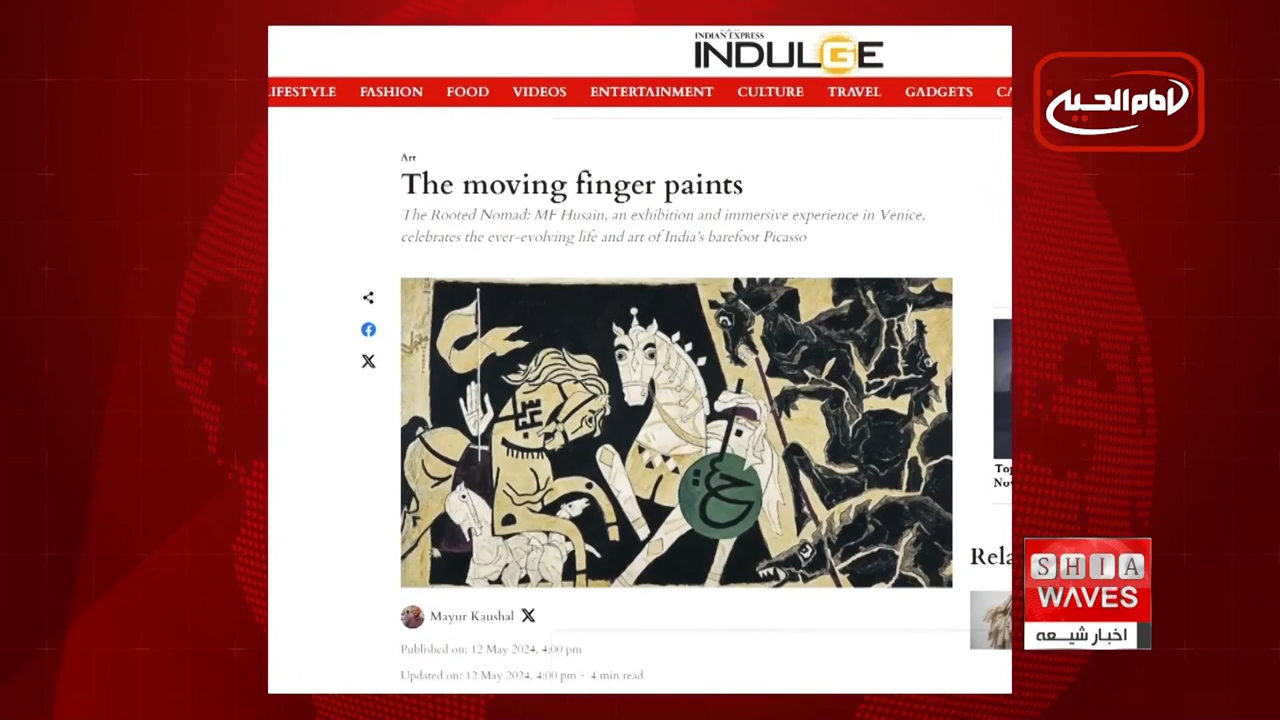 INDIAN EXPRESS
INDULGE
LIFESTYLE FASHION FOOD VIDEOS ENTERTAINMENT CULTURE TRAVEL GADGETS
Art
The moving finger paints
The Rooted Nomad: MF Husain, an exhibition and immersive experience in Venice,
celebrates the ever-evolving life and art of India's barefoot Picasso
Mayur Kaushal
Published on: 12 May 2024, 4:00 pm
Updated on: 12 May 2024, 4:00 pm · 4 min read
Top
Nov
Rela
SHIA
WAVES
اخبار شیعه